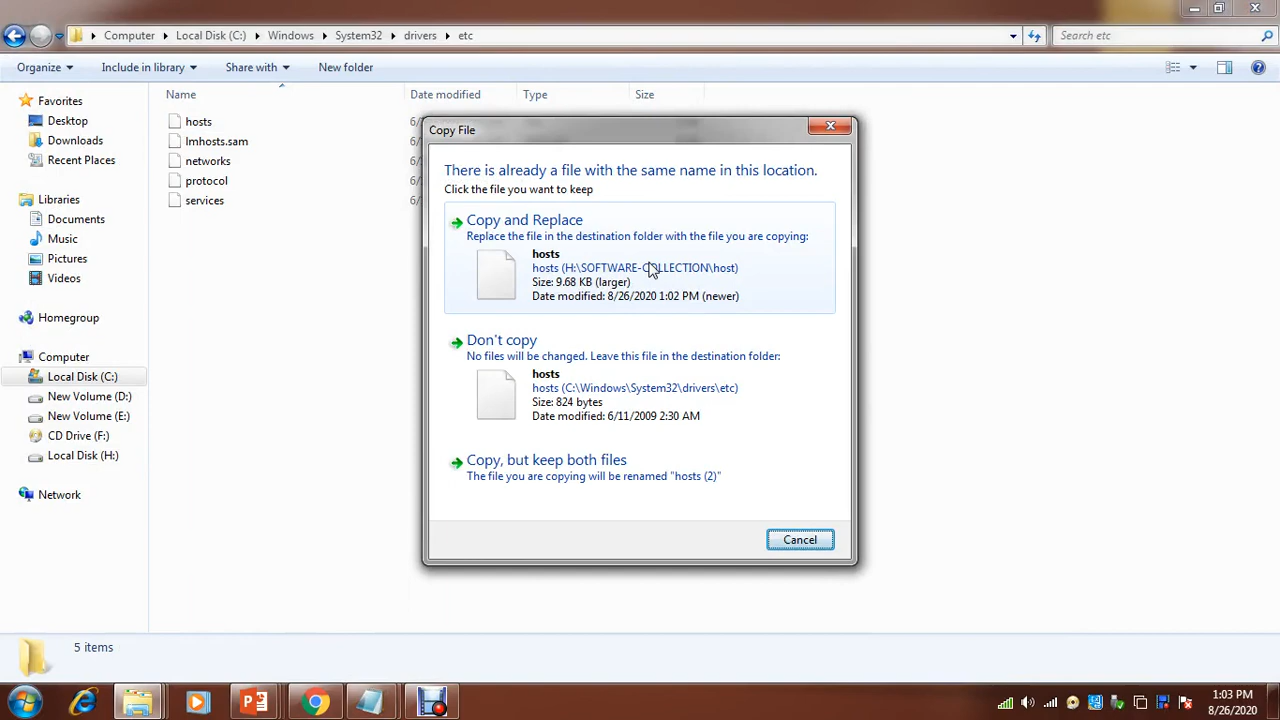 Computer Local Disk (C:) Windows System32 drivers etc
Search etc
Organize Include in library Share with New folder
Favorites
Desktop
Downloads
Recent Places
Libraries
Documents
Music
Pictures
Videos
Homegroup
Computer
Local Disk (C:)
New Volume (D:)
New Volume (E:)
CD Drive (F:)
Local Disk (H:)
Network
Name Date modified Type Size
hosts
lmhosts.sam
networks
protocol
services
Copy File
There is already a file with the same name in this location.
Click the file you want to keep
Copy and Replace
Replace the file in the destination folder with the file you are copying:
hosts
hosts (H:\SOFTWARE-COLLECTION\host)
Size: 9.68 KB (larger)
Date modified: 8/26/2020 1:02 PM (newer)
Don't copy
No files will be changed. Leave this file in the destination folder:
hosts
hosts (C:\Windows\System32\drivers\etc)
Size: 824 bytes
Date modified: 6/11/2009 2:30 AM
Copy, but keep both files
The file you are copying will be renamed "hosts (2)"
Cancel
5 items
1:03 PM
8/26/2020